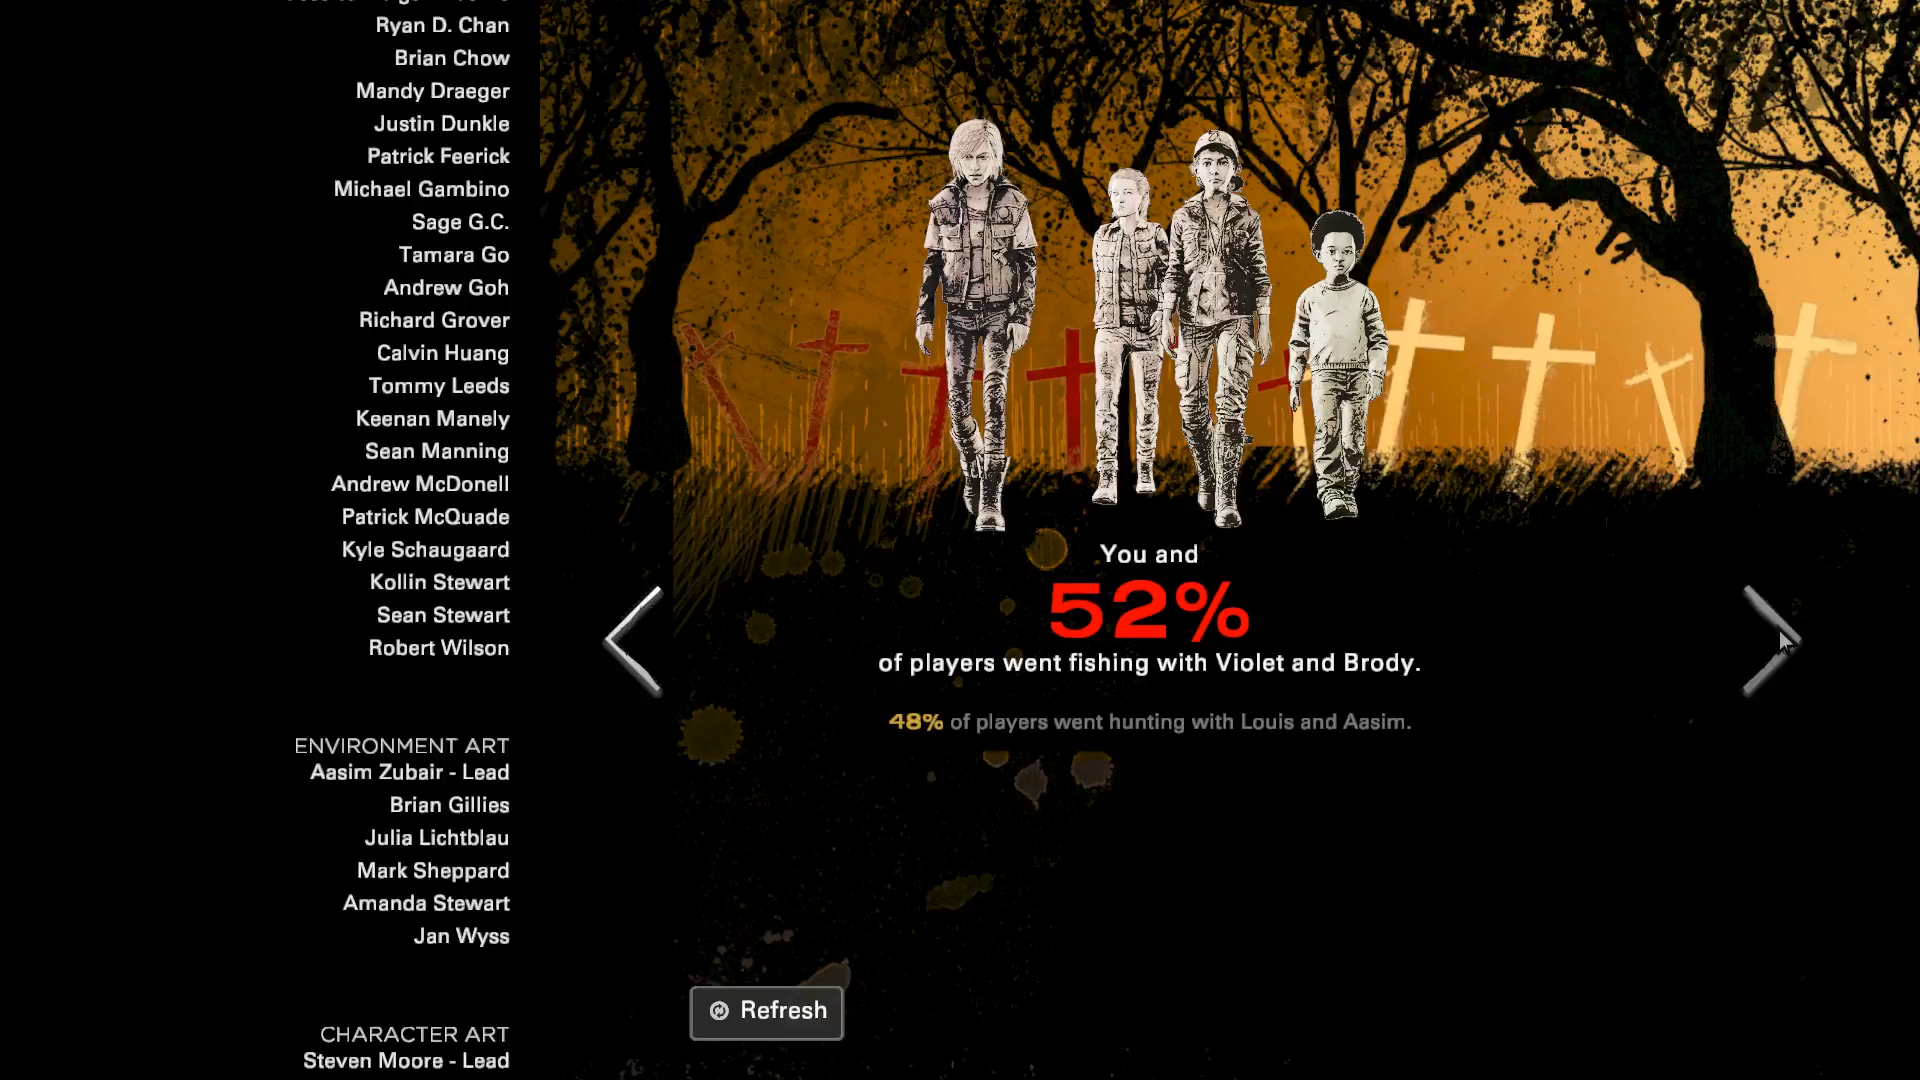 Ryan D. Chan
Brian Chow
Mandy Draeger
Justin Dunkle
Patrick Feerick
Michael Gambino
Sage G.C.
Tamara Go
Andrew Goh
Richard Grover
Calvin Huang
Tommy Leeds
Keenan Manely
Sean Manning
Andrew McDonell
Patrick McQuade
Kyle Schaugaard
Kollin Stewart
Sean Stewart
Robert Wilson
ENVIRONMENT ART
Aasim Zubair - Lead
Brian Gillies
Julia Lichtblau
Mark Sheppard
Amanda Stewart
Jan Wyss
CHARACTER ART
Steven Moore - Lead
You and
52%
of players went fishing with Violet and Brody.
48% of players went hunting with Louis and Aasim.
Refresh